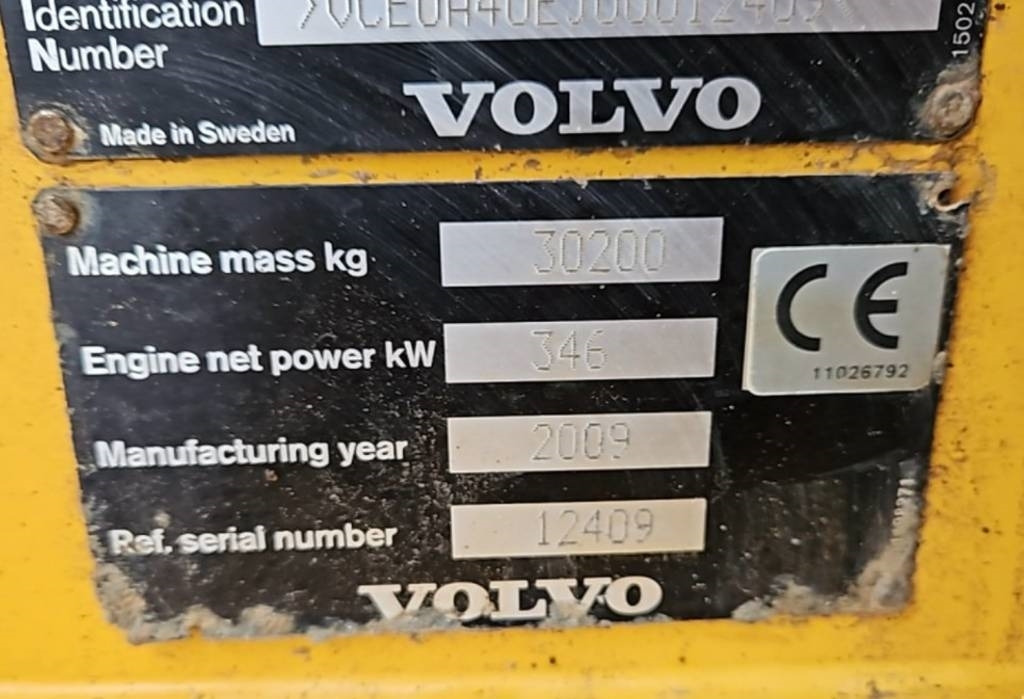 Identification
Number
1502
Made in Sweden
VOLVO
Machine mass kg 30200
Engine net power kW 346
CE
11026792
Manufacturing year 2009
Ref. serial number 12409
VOLVO